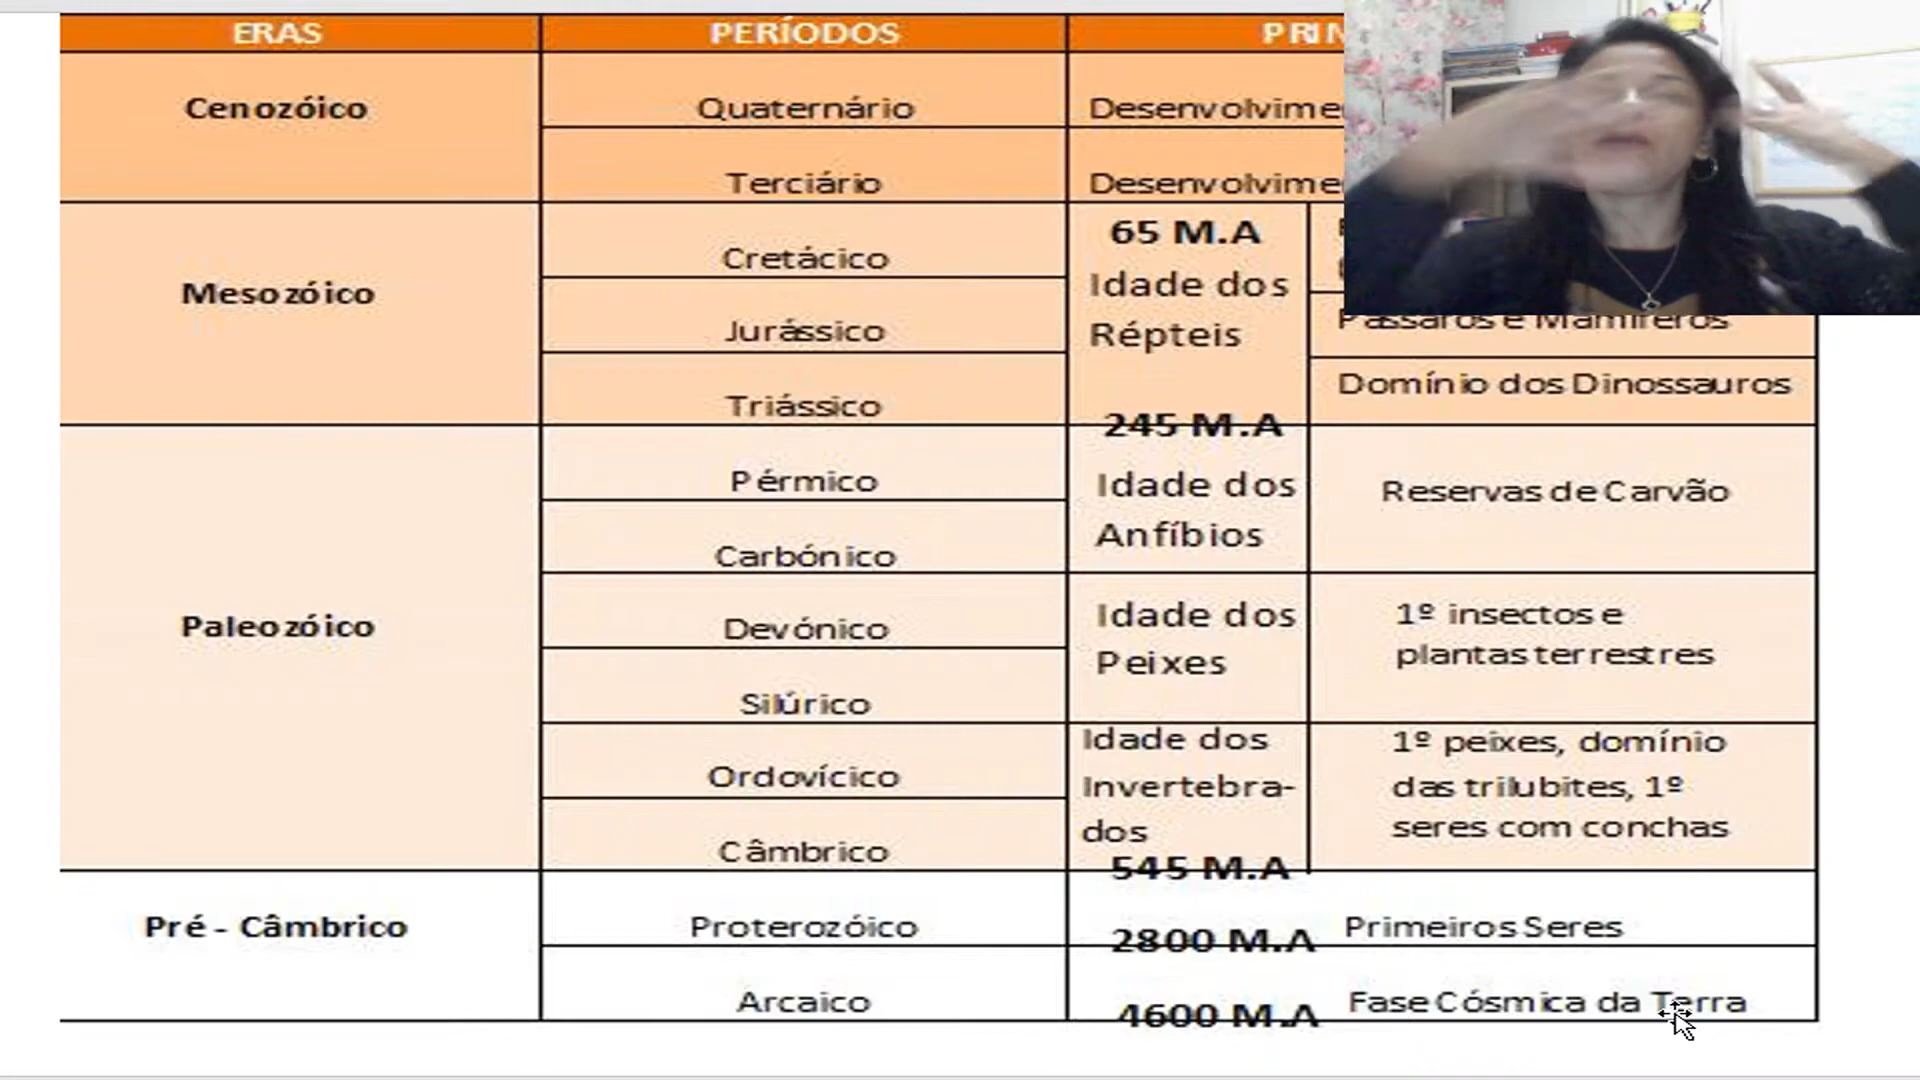 ERAS
PERÍODOS
Cenozóico
Quaternário
Terciário
65 M.A
Mesozóico
Cretácico
Idade dos
Répteis
Jurássico
Pássaros e Mamíferos
Triássico
Domínio dos Dinossauros
245 M.A
Paleozóico
Pérmico
Idade dos
Anfíbios
Reservas de Carvão
Carbónico
Devónico
Idade dos
Peixes
1º insectos e
plantas terrestres
Silúrico
Ordovícico
Idade dos
Invertebra-
dos
1º peixes, domínio
das trilubites, 1º
seres com conchas
Câmbrico
545 M.A
Pré - Câmbrico
Proterozóico
2800 M.A
Primeiros Seres
Arcaico
4600 M.A
Fase Cósmica da Terra